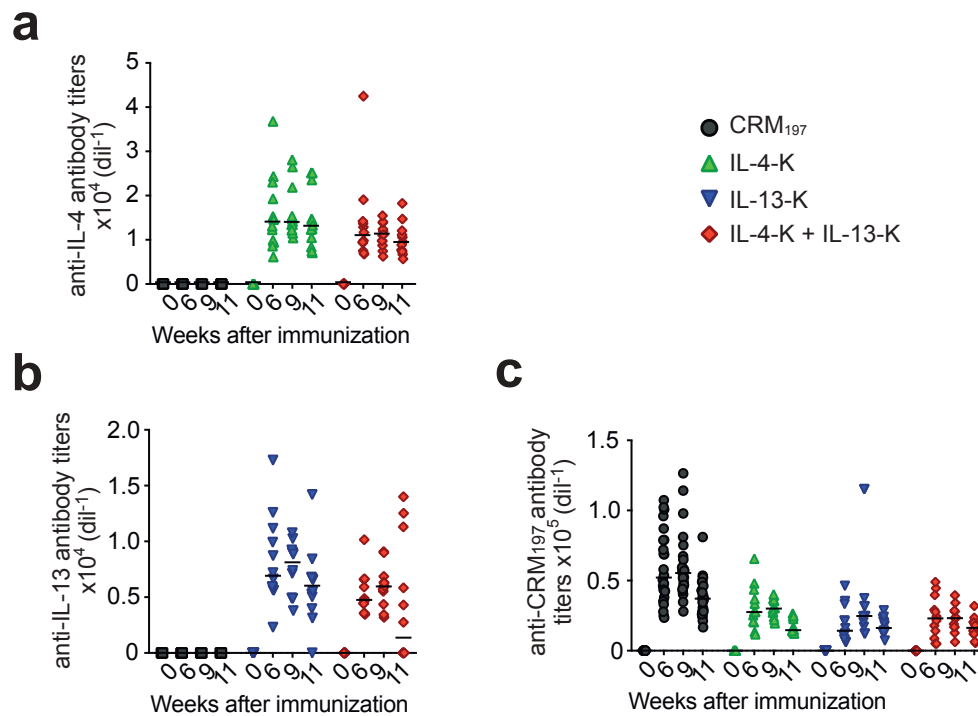 a
anti-IL-4 antibody titers
x10⁴ (dil⁻¹)
5
4
3
2
1
0
0 6 9 11 0 6 9 11 0 6 9 11
Weeks after immunization
CRM₁₉₇
IL-4-K
IL-13-K
IL-4-K + IL-13-K
b
anti-IL-13 antibody titers
x10⁴ (dil⁻¹)
2.0
1.5
1.0
0.5
0
0 6 9 11 0 6 9 11 0 6 9 11
Weeks after immunization
c
anti-CRM₁₉₇ antibody
titers x10⁵ (dil⁻¹)
1.5
1.0
0.5
0
0 6 9 11 0 6 9 11 0 6 9 11 0 6 9 11
Weeks after immunization